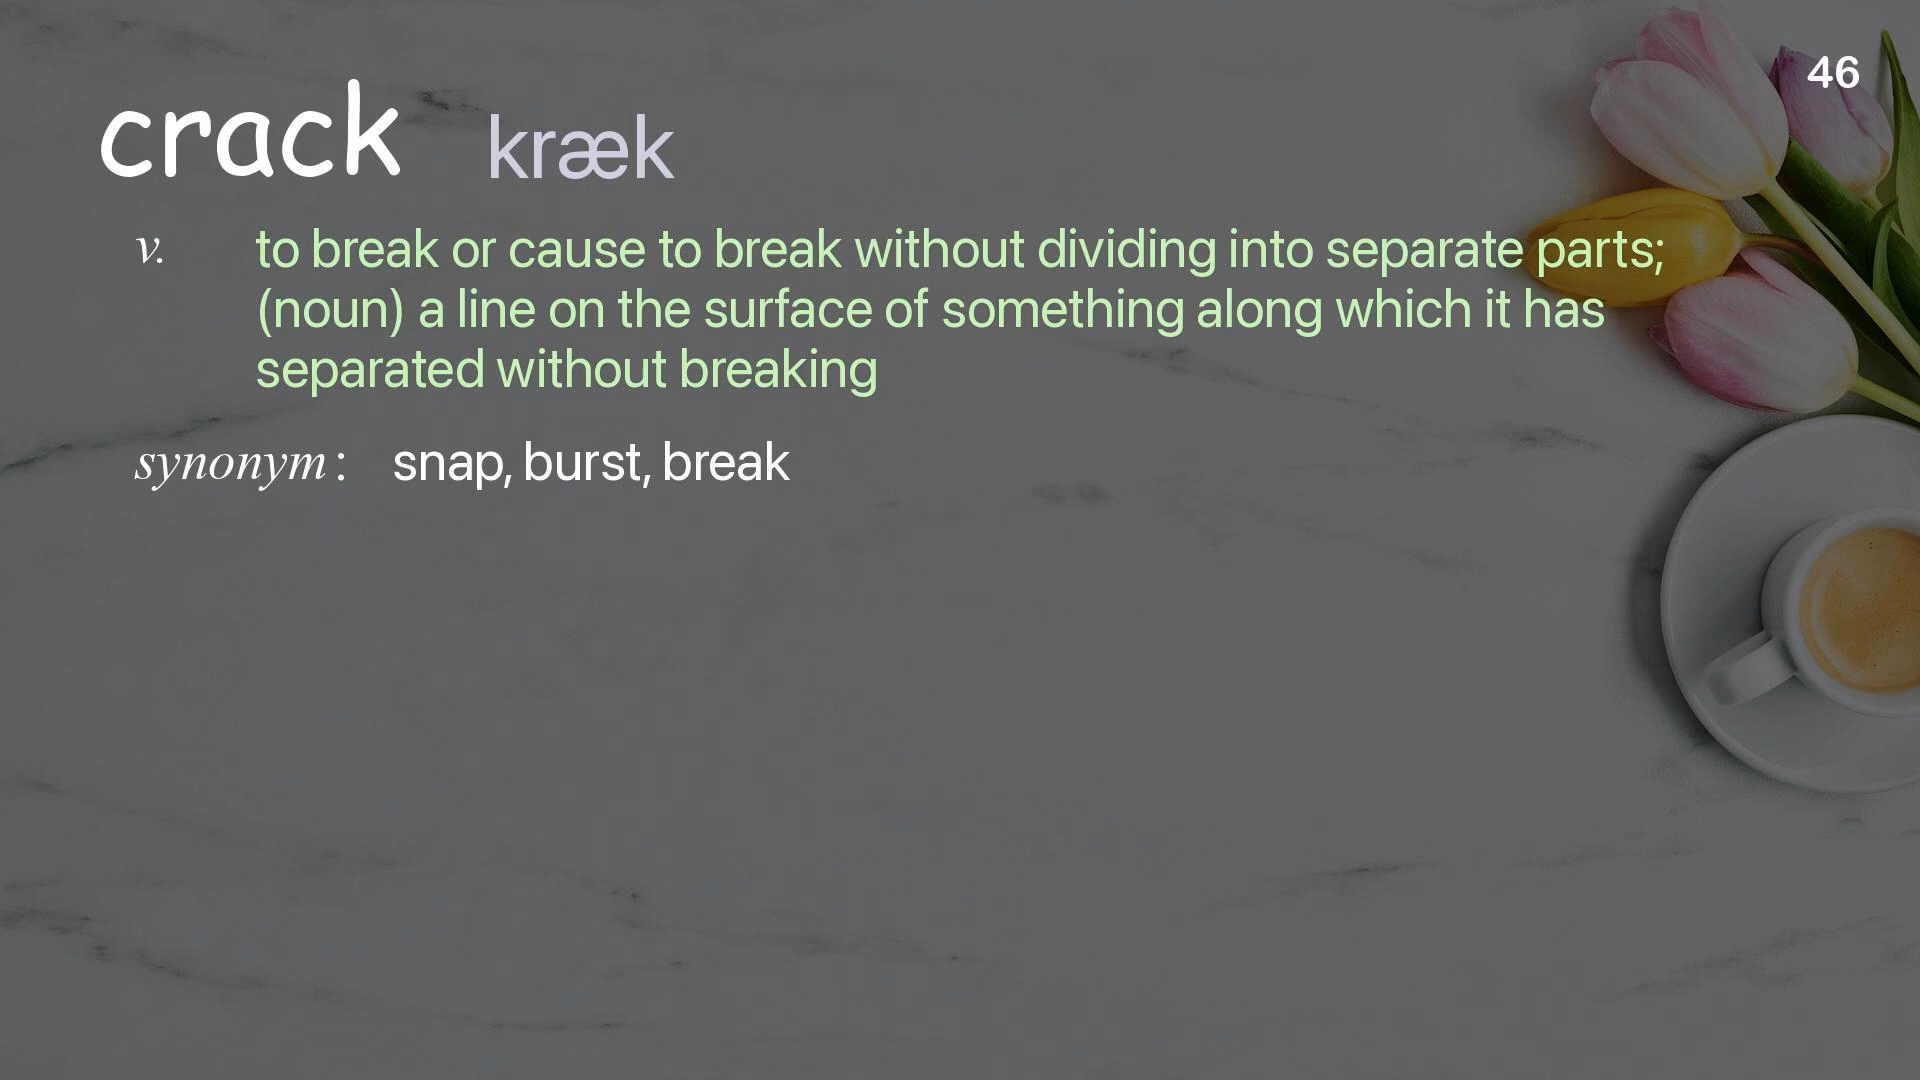 46
crack kræk
v. to break or cause to break without dividing into separate parts;
(noun) a line on the surface of something along which it has
separated without breaking
synonym : snap, burst, break